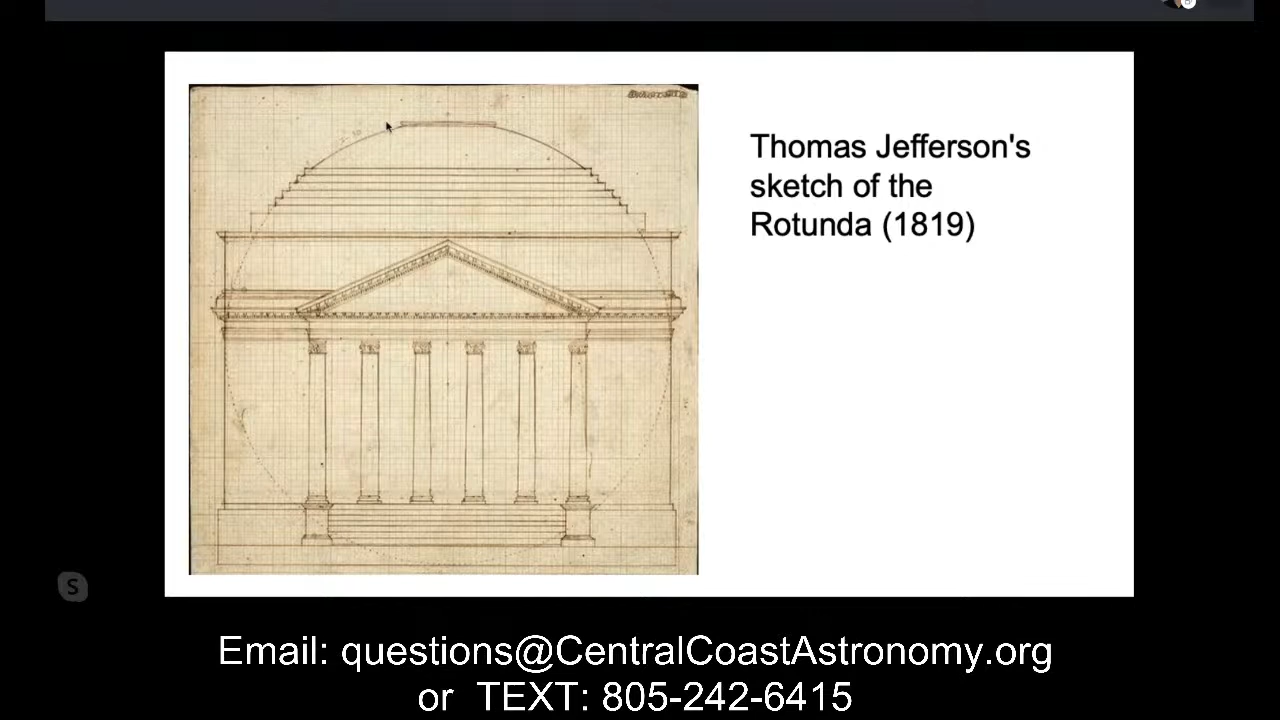 Thomas Jefferson's
sketch of the
Rotunda (1819)
S
Email: questions@CentralCoastAstronomy.org
or TEXT: 805-242-6415